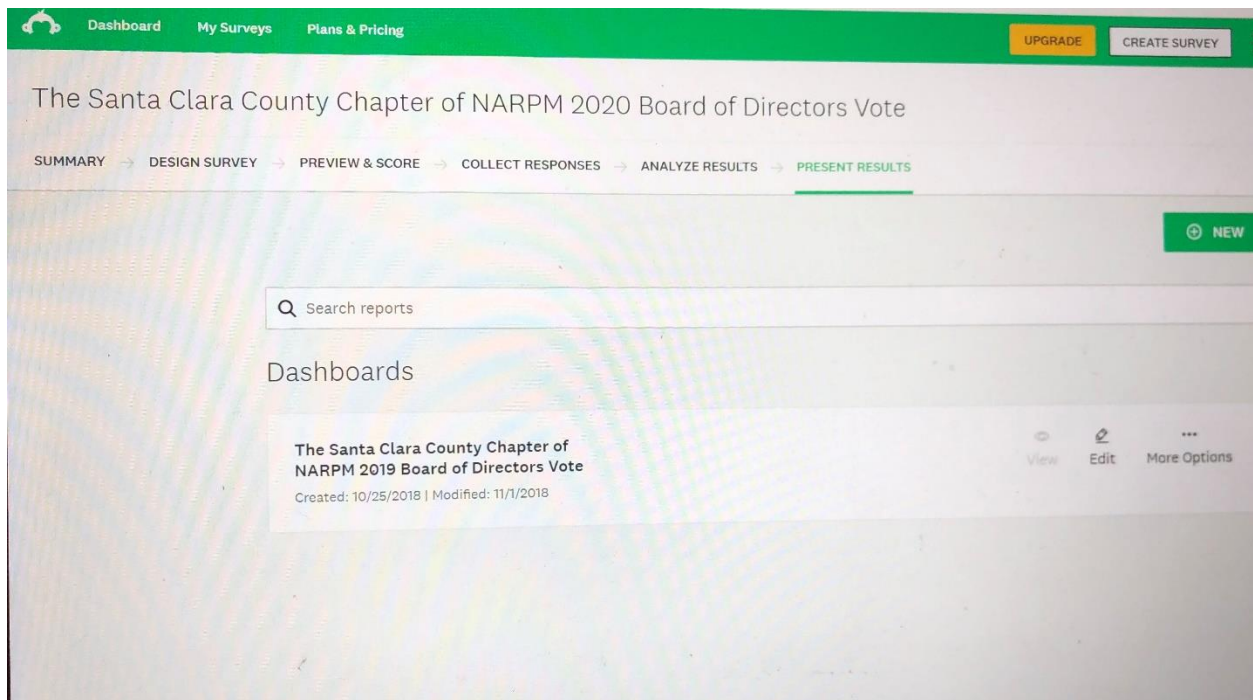 Dashboard My Surveys Plans & Pricing UPGRADE CREATE SURVEY
The Santa Clara County Chapter of NARPM 2020 Board of Directors Vote
SUMMARY → DESIGN SURVEY → PREVIEW & SCORE → COLLECT RESPONSES → ANALYZE RESULTS → PRESENT RESULTS
NEW
Search reports
Dashboards
The Santa Clara County Chapter of
NARPM 2019 Board of Directors Vote
Created: 10/25/2018 | Modified: 11/1/2018
View Edit More Options